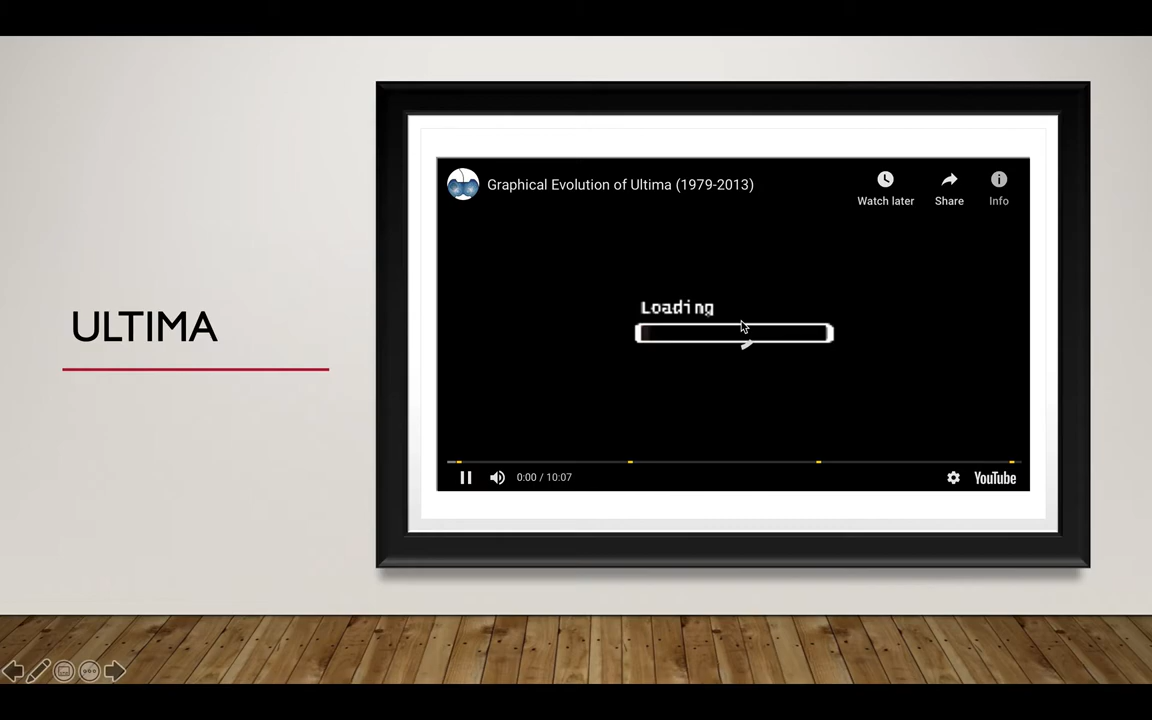 ULTIMA
Graphical Evolution of Ultima (1979-2013)
Watch later
Share
Info
Loading
0:00 / 10:07
YouTube